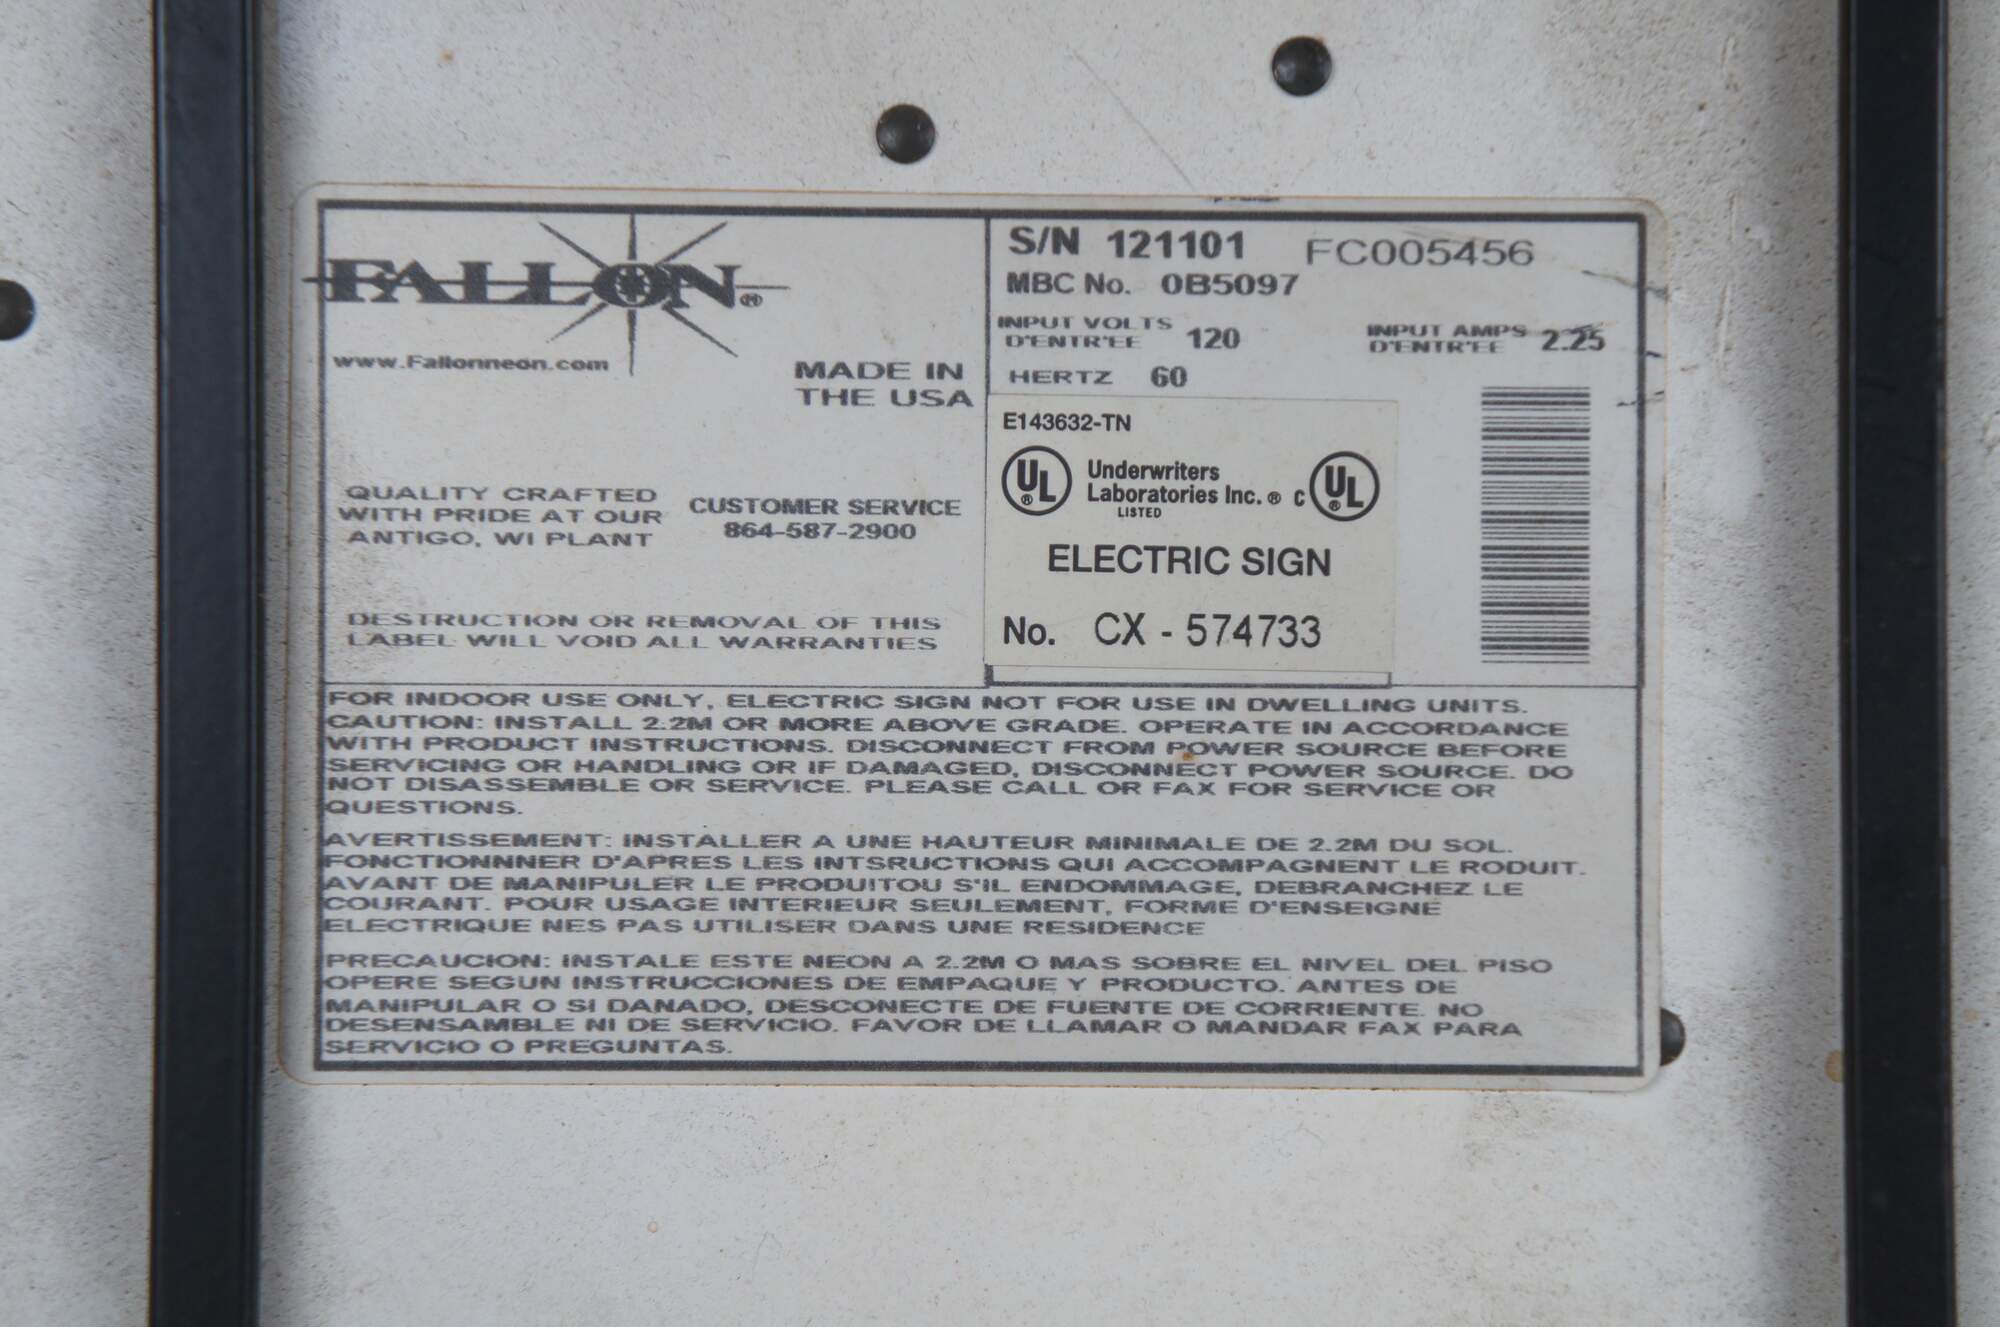 FALLON®
www.Fallonneon.com
MADE IN
THE USA
QUALITY CRAFTED
WITH PRIDE AT OUR
ANTIGO, WI PLANT
CUSTOMER SERVICE
864-587-2900
DESTRUCTION OR REMOVAL OF THIS
LABEL WILL VOID ALL WARRANTIES
S/N 121101 FC005456
MBC No. 0B5097
INPUT VOLTS
D'ENTR'EE 120
INPUT AMPS
D'ENTR'EE 2.25
HERTZ 60
E143632-TN
UL® Underwriters
Laboratories Inc.® C UL®
LISTED
ELECTRIC SIGN
No. CX - 574733
FOR INDOOR USE ONLY, ELECTRIC SIGN NOT FOR USE IN DWELLING UNITS.
CAUTION: INSTALL 2.2M OR MORE ABOVE GRADE. OPERATE IN ACCORDANCE
WITH PRODUCT INSTRUCTIONS. DISCONNECT FROM POWER SOURCE BEFORE
SERVICING OR HANDLING OR IF DAMAGED, DISCONNECT POWER SOURCE. DO
NOT DISASSEMBLE OR SERVICE. PLEASE CALL OR FAX FOR SERVICE OR
QUESTIONS.
AVERTISSEMENT: INSTALLER A UNE HAUTEUR MINIMALE DE 2.2M DU SOL.
FONCTIONNNER D'APRES LES INTSRUCTIONS QUI ACCOMPAGNENT LE RODUIT.
AVANT DE MANIPULER LE PRODUITOU S'IL ENDOMMAGE, DEBRANCHEZ LE
COURANT. POUR USAGE INTERIEUR SEULEMENT, FORME D'ENSEIGNE
ELECTRIQUE NES PAS UTILISER DANS UNE RESIDENCE
PRECAUCION: INSTALE ESTE NEON A 2.2M O MAS SOBRE EL NIVEL DEL PISO
OPERE SEGUN INSTRUCCIONES DE EMPAQUE Y PRODUCTO. ANTES DE
MANIPULAR O SI DANADO, DESCONECTE DE FUENTE DE CORRIENTE. NO
DESENSAMBLE NI DE SERVICIO. FAVOR DE LLAMAR O MANDAR FAX PARA
SERVICIO O PREGUNTAS.